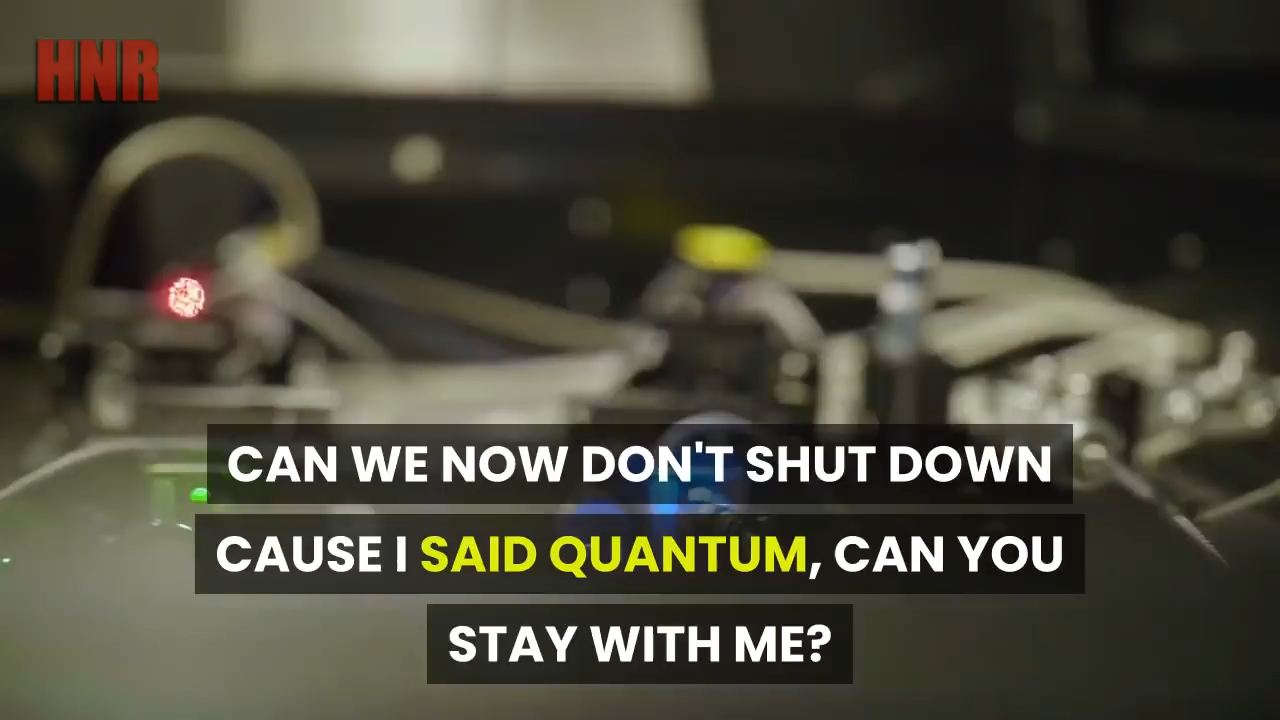 HNR
CAN WE NOW DON'T SHUT DOWN
CAUSE I SAID QUANTUM, CAN YOU
STAY WITH ME?